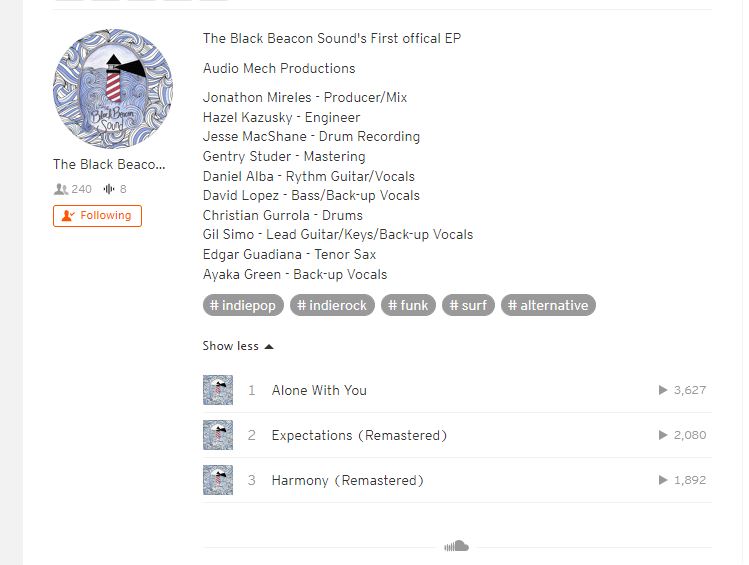 The Black Beacon Sound's First offical EP
Audio Mech Productions
Jonathon Mireles - Producer/Mix
Hazel Kazusky - Engineer
Jesse MacShane - Drum Recording
Gentry Studer - Mastering
Daniel Alba - Rythm Guitar/Vocals
David Lopez - Bass/Back-up Vocals
Christian Gurrola - Drums
Gil Simo - Lead Guitar/Keys/Back-up Vocals
Edgar Guadiana - Tenor Sax
Ayaka Green - Back-up Vocals
# indiepop # indierock # funk # surf # alternative
Show less
Black Beacon
Sound
The Black Beaco...
240 8
Following
1 Alone With You 3,627
2 Expectations (Remastered) 2,080
3 Harmony (Remastered) 1,892